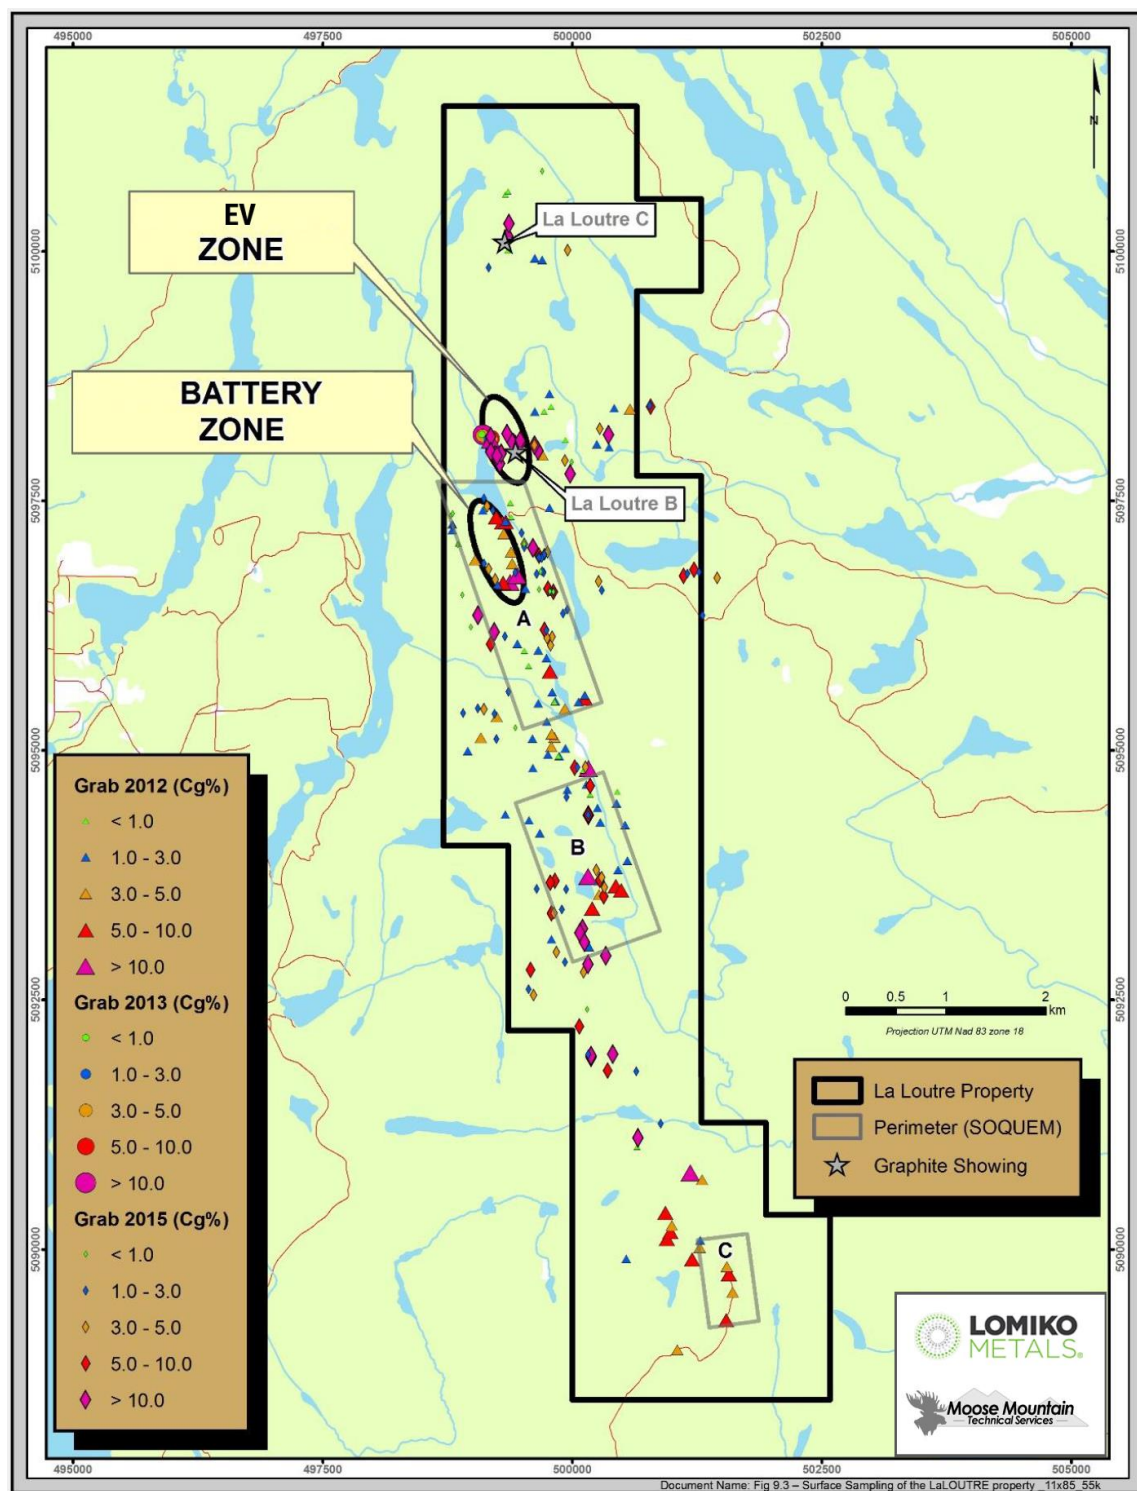 495000
497500
500000
502500
505000
N
5100000
5100000
EV
ZONE
La Loutre C
BATTERY
ZONE
La Loutre B
5097500
5097500
A
5095000
5095000
Grab 2012 (Cg%)
< 1.0
1.0 - 3.0
3.0 - 5.0
5.0 - 10.0
> 10.0
Grab 2013 (Cg%)
< 1.0
1.0 - 3.0
3.0 - 5.0
5.0 - 10.0
> 10.0
Grab 2015 (Cg%)
< 1.0
1.0 - 3.0
3.0 - 5.0
5.0 - 10.0
> 10.0
B
5092500
5092500
0 0.5 1 2
km
Projection UTM Nad 83 zone 18
La Loutre Property
Perimeter (SOQUEM)
Graphite Showing
5090000
5090000
C
LOMIKO
METALS®
Moose Mountain
Technical Services
495000
497500
500000
502500
505000
Document Name: Fig 9.3 – Surface Sampling of the LaLOUTRE property _11x85_55k